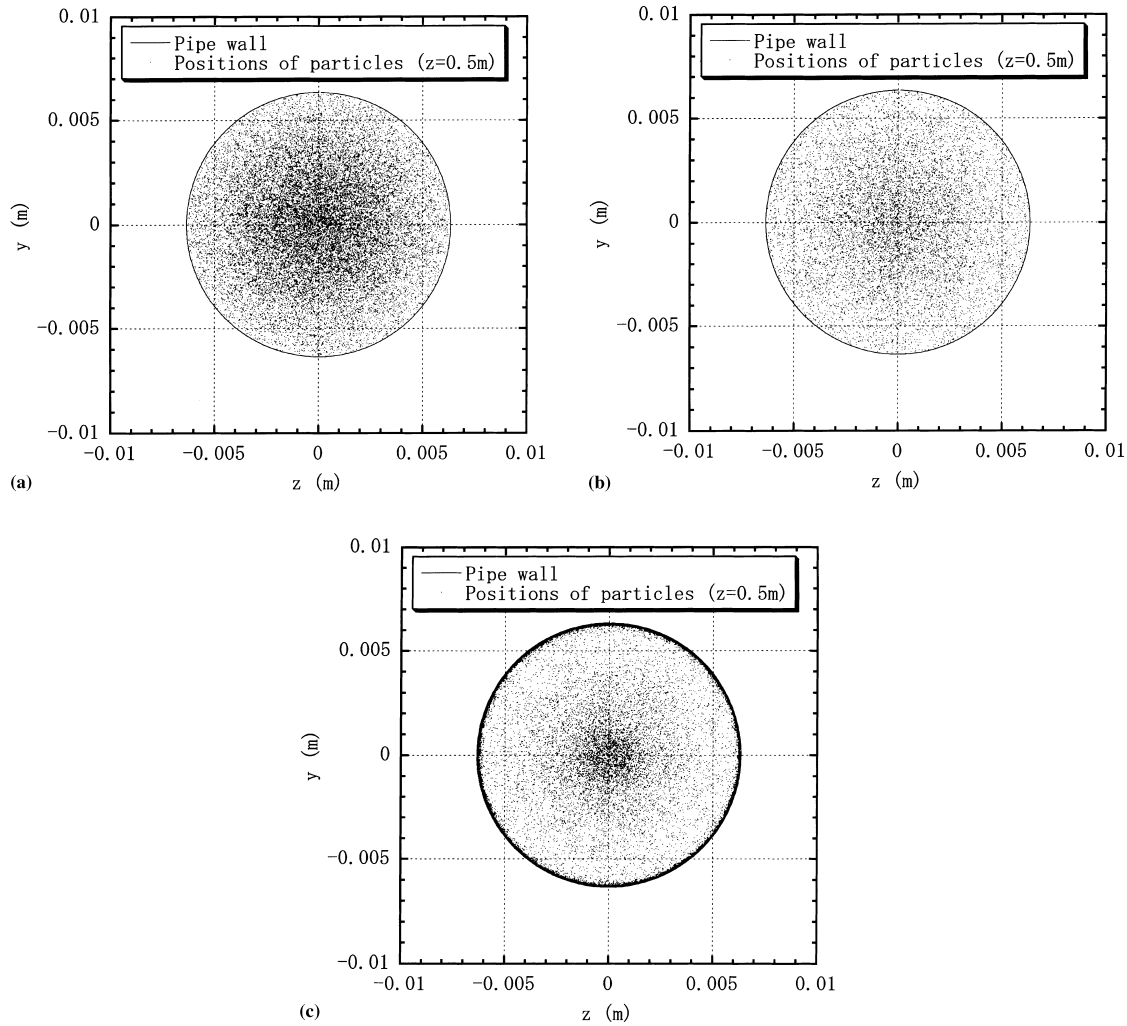 0.01
Pipe wall
Positions of particles (z=0.5m)
0.005
y (m)
0
-0.005
-0.01
-0.01 -0.005 0 0.005 0.01
(a)
z (m)
0.01
Pipe wall
Positions of particles (z=0.5m)
0.005
y (m)
0
-0.005
-0.01
-0.01 -0.005 0 0.005 0.01
(b)
z (m)
0.01
Pipe wall
Positions of particles (z=0.5m)
0.005
y (m)
0
-0.005
-0.01
-0.01 -0.005 0 0.005 0.01
(c)
z (m)